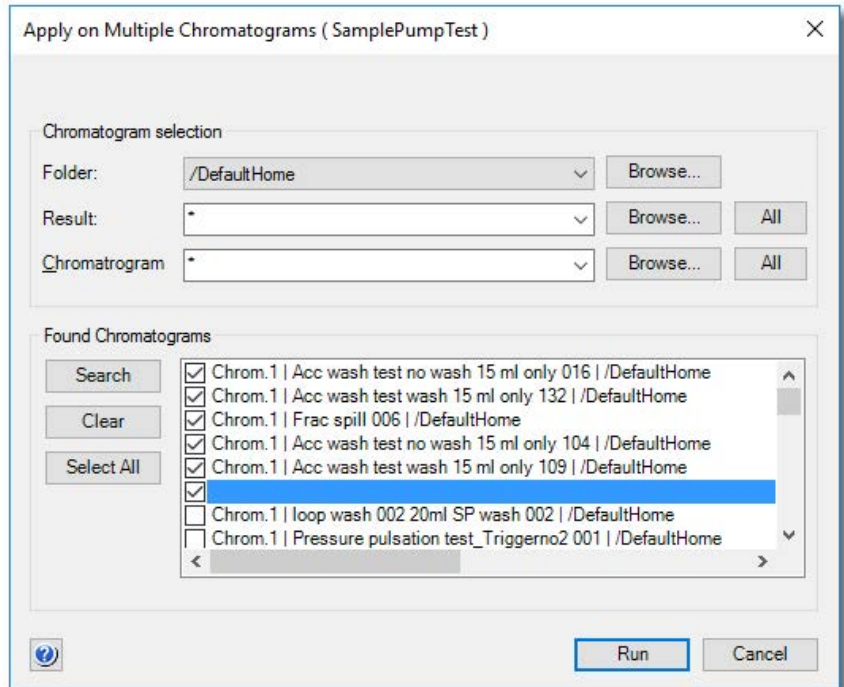 Apply on Multiple Chromatograms ( SamplePumpTest )
Chromatogram selection
Folder: /DefaultHome Browse...
Result: * Browse... All
Chromatrogram * Browse... All
Found Chromatograms
Search
Clear
Select All
Chrom.1 | Acc wash test no wash 15 ml only 016 | /DefaultHome
Chrom.1 | Acc wash test wash 15 ml only 132 | /DefaultHome
Chrom.1 | Frac spill 006 | /DefaultHome
Chrom.1 | Acc wash test no wash 15 ml only 104 | /DefaultHome
Chrom.1 | Acc wash test wash 15 ml only 109 | /DefaultHome
Chrom.1 | loop wash 002 20ml SP wash 002 | /DefaultHome
Chrom.1 | Pressure pulsation test_Triggerno2 001 | /DefaultHome
Run Cancel